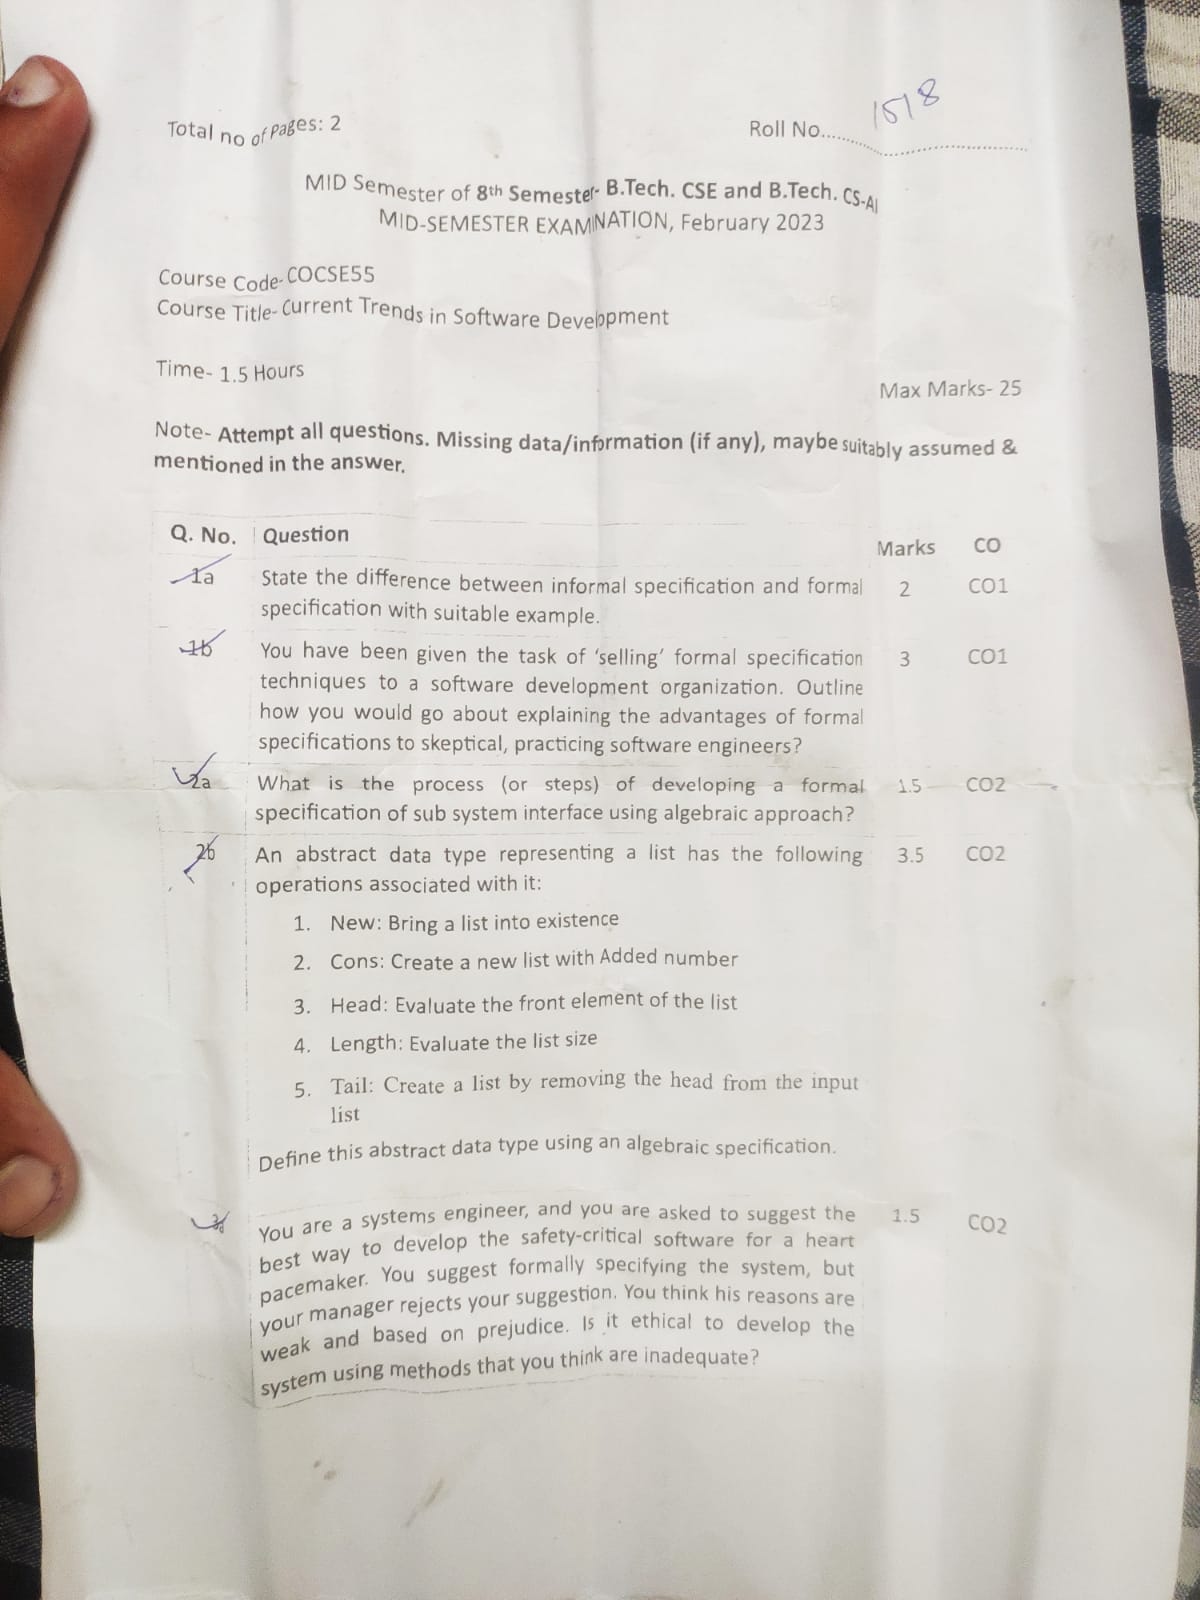 Total no of Pages: 2
Roll No.....1518
MID Semester of 8th Semester- B.Tech. CSE and B.Tech. CS-AI
MID-SEMESTER EXAMINATION, February 2023
Course Code- COCSE55
Course Title- Current Trends in Software Development
Time- 1.5 Hours
Max Marks- 25
Note- Attempt all questions. Missing data/information (if any), maybe suitably assumed &
mentioned in the answer.
Q. No. Question Marks CO
1a State the difference between informal specification and formal 2 CO1
specification with suitable example.
1b You have been given the task of ‘selling’ formal specification 3 CO1
techniques to a software development organization. Outline
how you would go about explaining the advantages of formal
specifications to skeptical, practicing software engineers?
2a What is the process (or steps) of developing a formal 1.5 CO2
specification of sub system interface using algebraic approach?
2b An abstract data type representing a list has the following 3.5 CO2
operations associated with it:
1. New: Bring a list into existence
2. Cons: Create a new list with Added number
3. Head: Evaluate the front element of the list
4. Length: Evaluate the list size
5. Tail: Create a list by removing the head from the input
list
Define this abstract data type using an algebraic specification.
You are a systems engineer, and you are asked to suggest the 1.5 CO2
best way to develop the safety-critical software for a heart
pacemaker. You suggest formally specifying the system, but
your manager rejects your suggestion. You think his reasons are
weak and based on prejudice. Is it ethical to develop the
system using methods that you think are inadequate?